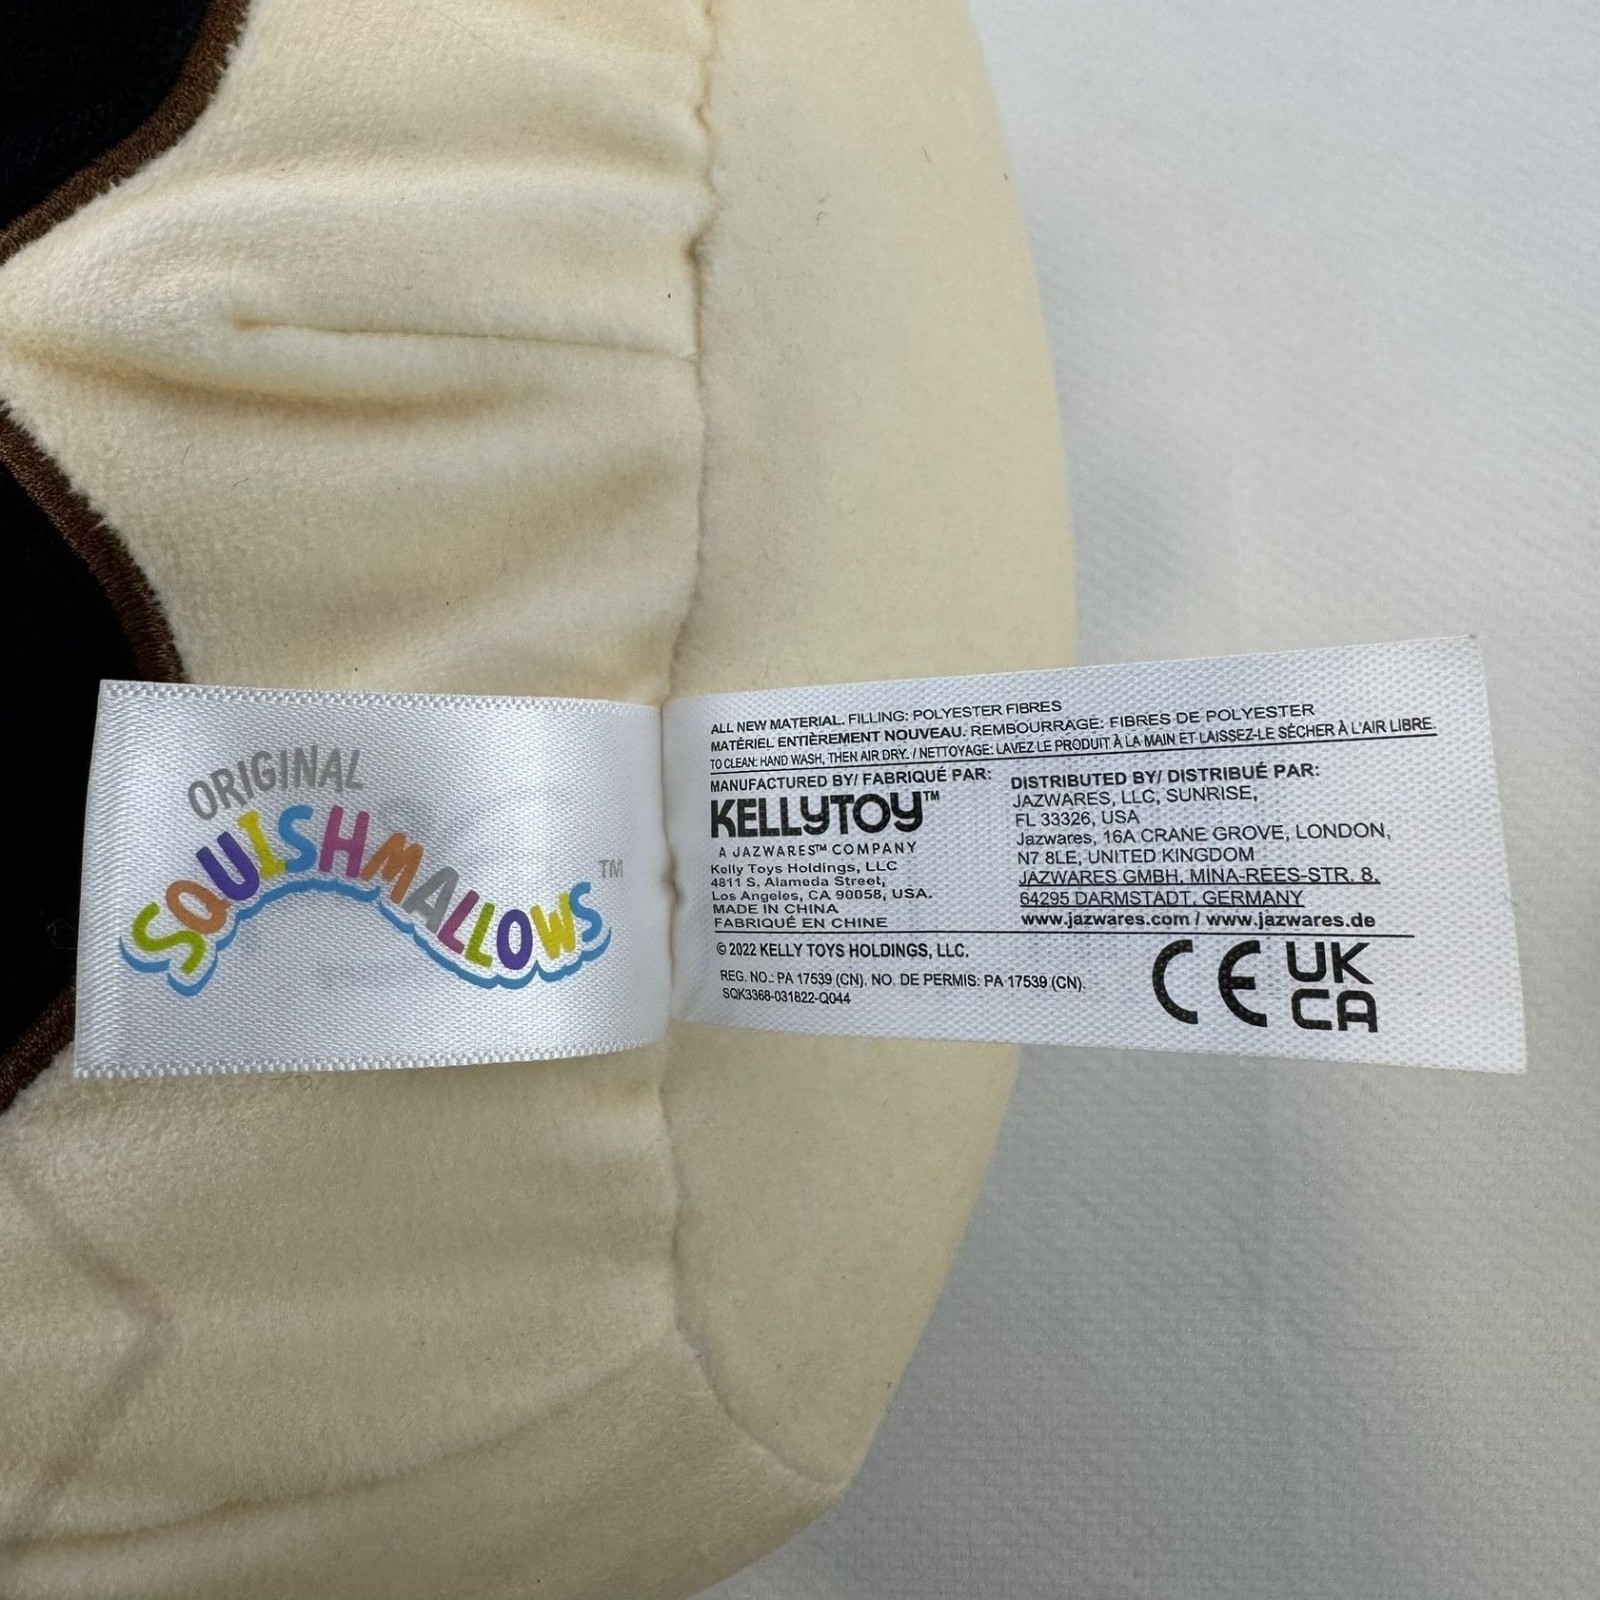 ORIGINAL
SQUISHMALLOWS™
ALL NEW MATERIAL. FILLING: POLYESTER FIBRES
MATÉRIEL ENTIÈREMENT NOUVEAU. REMBOURRAGE: FIBRES DE POLYESTER
TO CLEAN: HAND WASH, THEN AIR DRY. / NETTOYAGE: LAVEZ LE PRODUIT À LA MAIN ET LAISSEZ-LE SÉCHER À L'AIR LIBRE.
MANUFACTURED BY/ FABRIQUÉ PAR:
KELLYTOY™
A JAZWARES™ COMPANY
Kelly Toys Holdings, LLC
4811 S. Alameda Street,
Los Angeles, CA 90058, USA.
MADE IN CHINA
FABRIQUÉ EN CHINE
DISTRIBUTED BY/ DISTRIBUÉ PAR:
JAZWARES, LLC, SUNRISE,
FL 33326, USA
Jazwares, 16A CRANE GROVE, LONDON,
N7 8LE, UNITED KINGDOM
JAZWARES GMBH, MINA-REES-STR. 8,
64295 DARMSTADT, GERMANY
www.jazwares.com / www.jazwares.de
© 2022 KELLY TOYS HOLDINGS, LLC.
REG. NO.: PA 17539 (CN). NO. DE PERMIS: PA 17539 (CN).
SQK3368-031822-Q044
CE
UK
CA